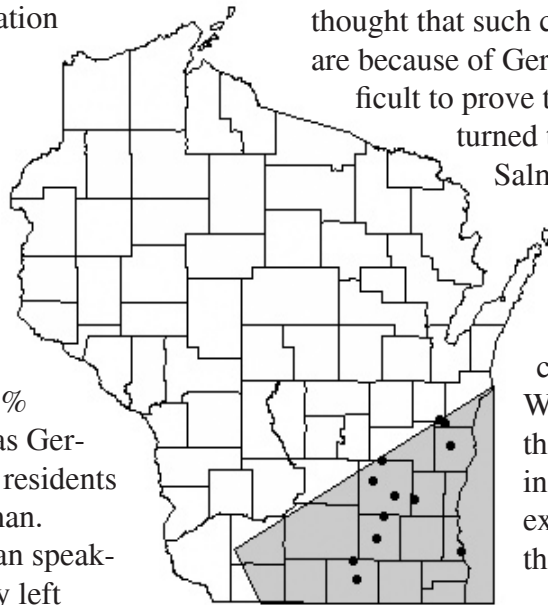 ation
%
as Ger-
residents
nan.
an speak-
y left
thought that such c
are because of Ger
ficult to prove t
turned t
Saln
c
W
th
in
ex
th